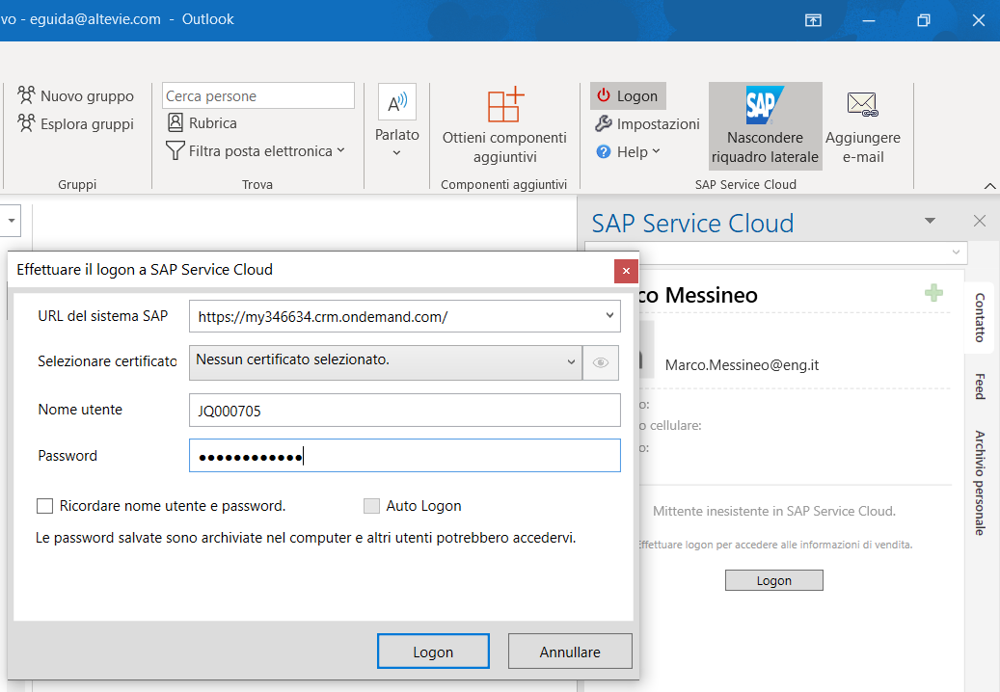 vo - eguida@altevie.com - Outlook
Nuovo gruppo
Esplora gruppi
Gruppi
Cerca persone
Rubrica
Filtra posta elettronica
Trova
Parlato
Ottieni componenti
aggiuntivi
Componenti aggiuntivi
Logon
Impostazioni
Help
SAP
Nascondere
riquadro laterale
Aggiungere
e-mail
SAP Service Cloud
SAP Service Cloud
Effettuare il logon a SAP Service Cloud
URL del sistema SAP
https://my346634.crm.ondemand.com/
Selezionare certificato
Nessun certificato selezionato.
Nome utente
JQ000705
Password
Ricordare nome utente e password.
Auto Logon
Le password salvate sono archiviate nel computer e altri utenti potrebbero accedervi.
Logon
Annullare
co Messineo
Marco.Messineo@eng.it
o:
o cellulare:
o:
Mittente inesistente in SAP Service Cloud.
Effettuare logon per accedere alle informazioni di vendita.
Logon
Contatto
Feed
Archivio personale